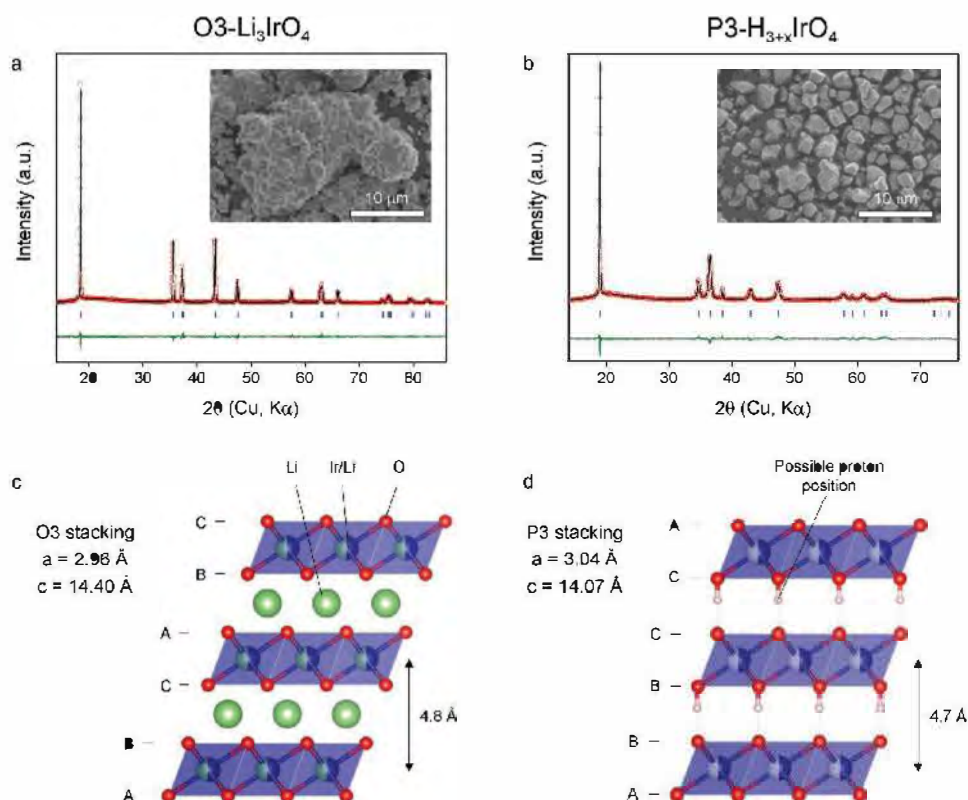 O3-Li₃IrO₄
P3-H₃₊ₓIrO₄
a
Intensity (a.u.)
10 µm
20 30 40 50 60 70 80
2θ (Cu, Kα)
b
Intensity (a.u.)
10 µm
20 30 40 50 60 70
2θ (Cu, Kα)
c
O3 stacking
a = 2.96 Å
c = 14.40 Å
Li
Ir/Li
O
C –
B –
A –
C –
B –
A –
4.8 Å
d
P3 stacking
a = 3,04 Å
c = 14.07 Å
Possible proton
position
A –
C –
C –
B –
B –
A –
4.7 Å